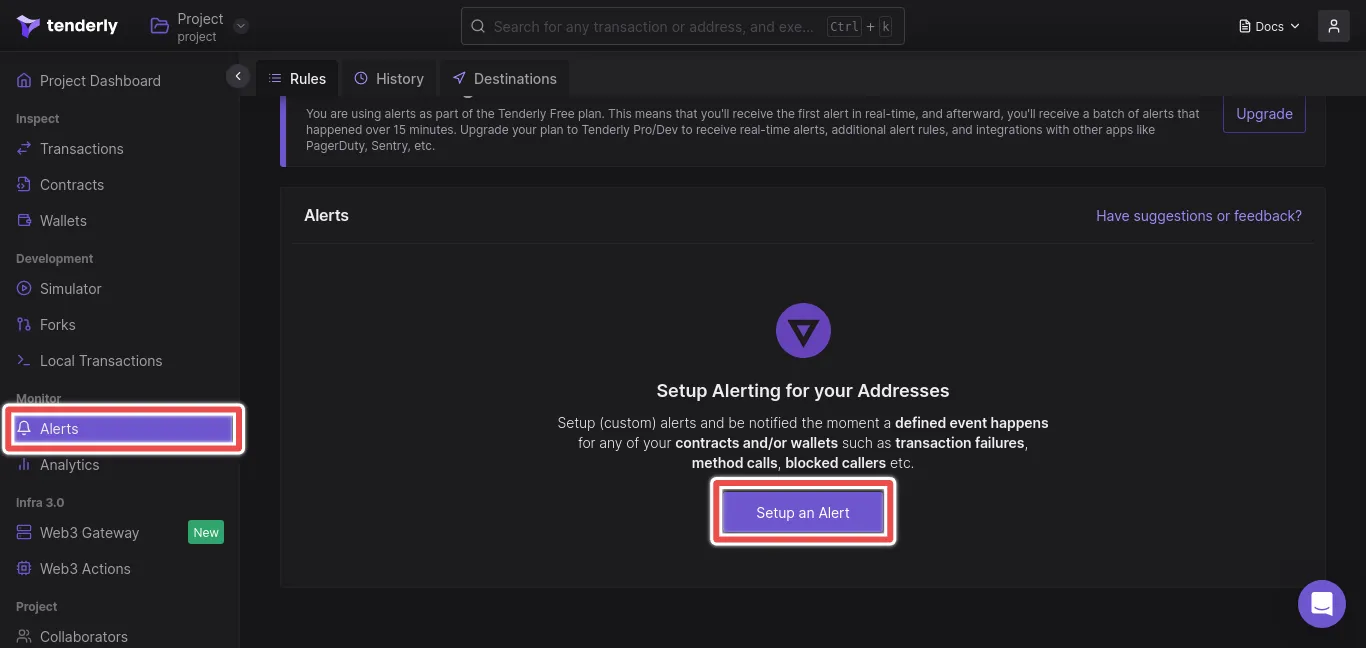 tenderly
Project
project
Search for any transaction or address, and exe...
Ctrl + k
Docs
Project Dashboard
Inspect
Transactions
Contracts
Wallets
Development
Simulator
Forks
Local Transactions
Monitor
Alerts
Analytics
Infra 3.0
Web3 Gateway
New
Web3 Actions
Project
Collaborators
Rules
History
Destinations
You are using alerts as part of the Tenderly Free plan. This means that you'll receive the first alert in real-time, and afterward, you'll receive a batch of alerts that
happened over 15 minutes. Upgrade your plan to Tenderly Pro/Dev to receive real-time alerts, additional alert rules, and integrations with other apps like
PagerDuty, Sentry, etc.
Upgrade
Alerts
Have suggestions or feedback?
Setup Alerting for your Addresses
Setup (custom) alerts and be notified the moment a defined event happens
for any of your contracts and/or wallets such as transaction failures,
method calls, blocked callers etc.
Setup an Alert